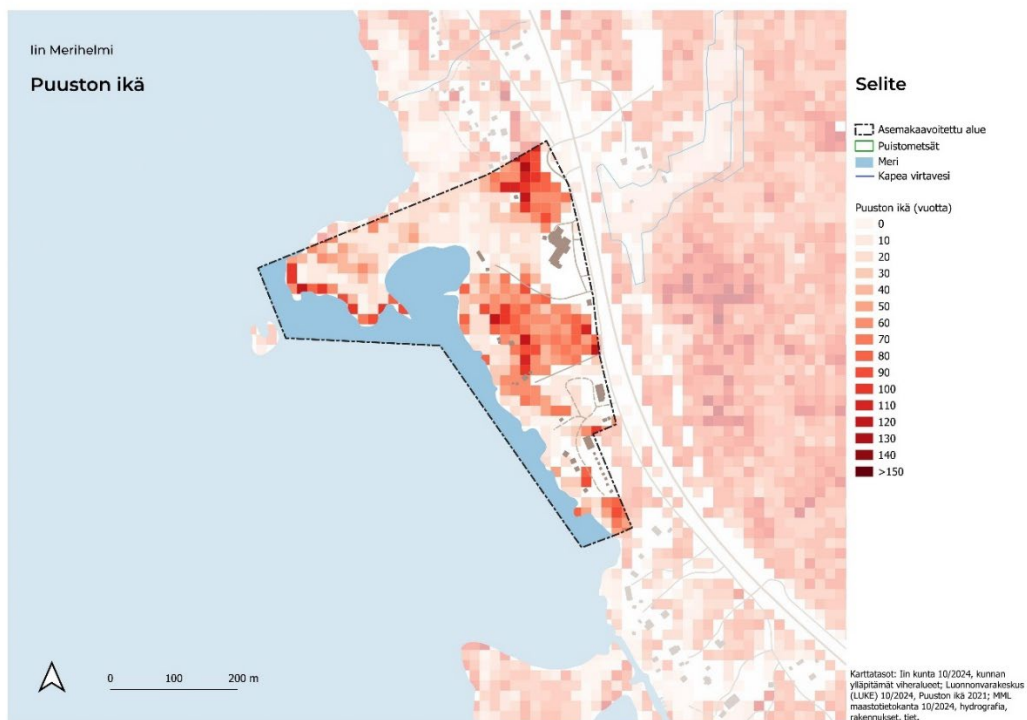 Iin Merihelmi
Puuston ikä
Selite
Asemakaavoitettu alue
Puistometsät
Meri
Kapea virtavesi
Puuston ikä (vuotta)
0
10
20
30
40
50
60
70
80
90
100
110
120
130
140
>150
0 100 200 m
Karttatasot: Iin kunta 10/2024, kunnan
ylläpitämät viheralueet; Luonnonvarakeskus
(LUKE) 10/2024, Puuston ikä 2021; MML
maastotietokanta 10/2024, hydrografia,
rakennukset, tiet.